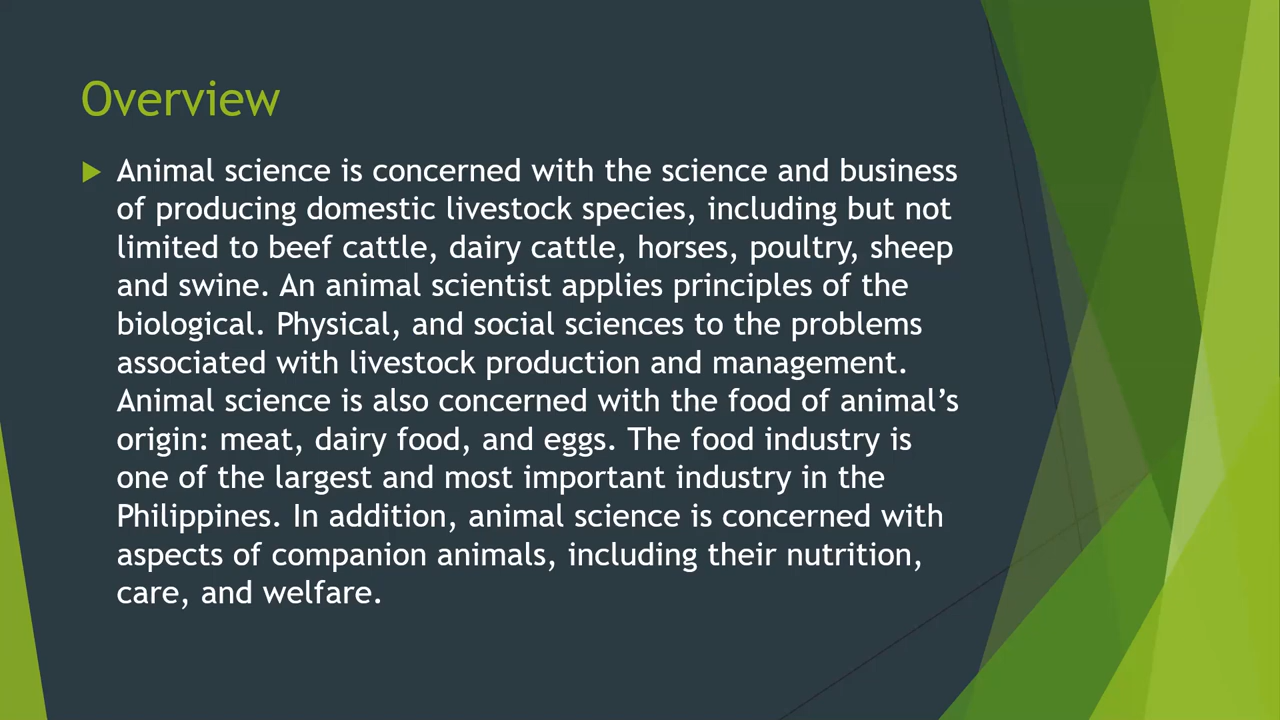 Overview
Animal science is concerned with the science and business
of producing domestic livestock species, including but not
limited to beef cattle, dairy cattle, horses, poultry, sheep
and swine. An animal scientist applies principles of the
biological. Physical, and social sciences to the problems
associated with livestock production and management.
Animal science is also concerned with the food of animal’s
origin: meat, dairy food, and eggs. The food industry is
one of the largest and most important industry in the
Philippines. In addition, animal science is concerned with
aspects of companion animals, including their nutrition,
care, and welfare.